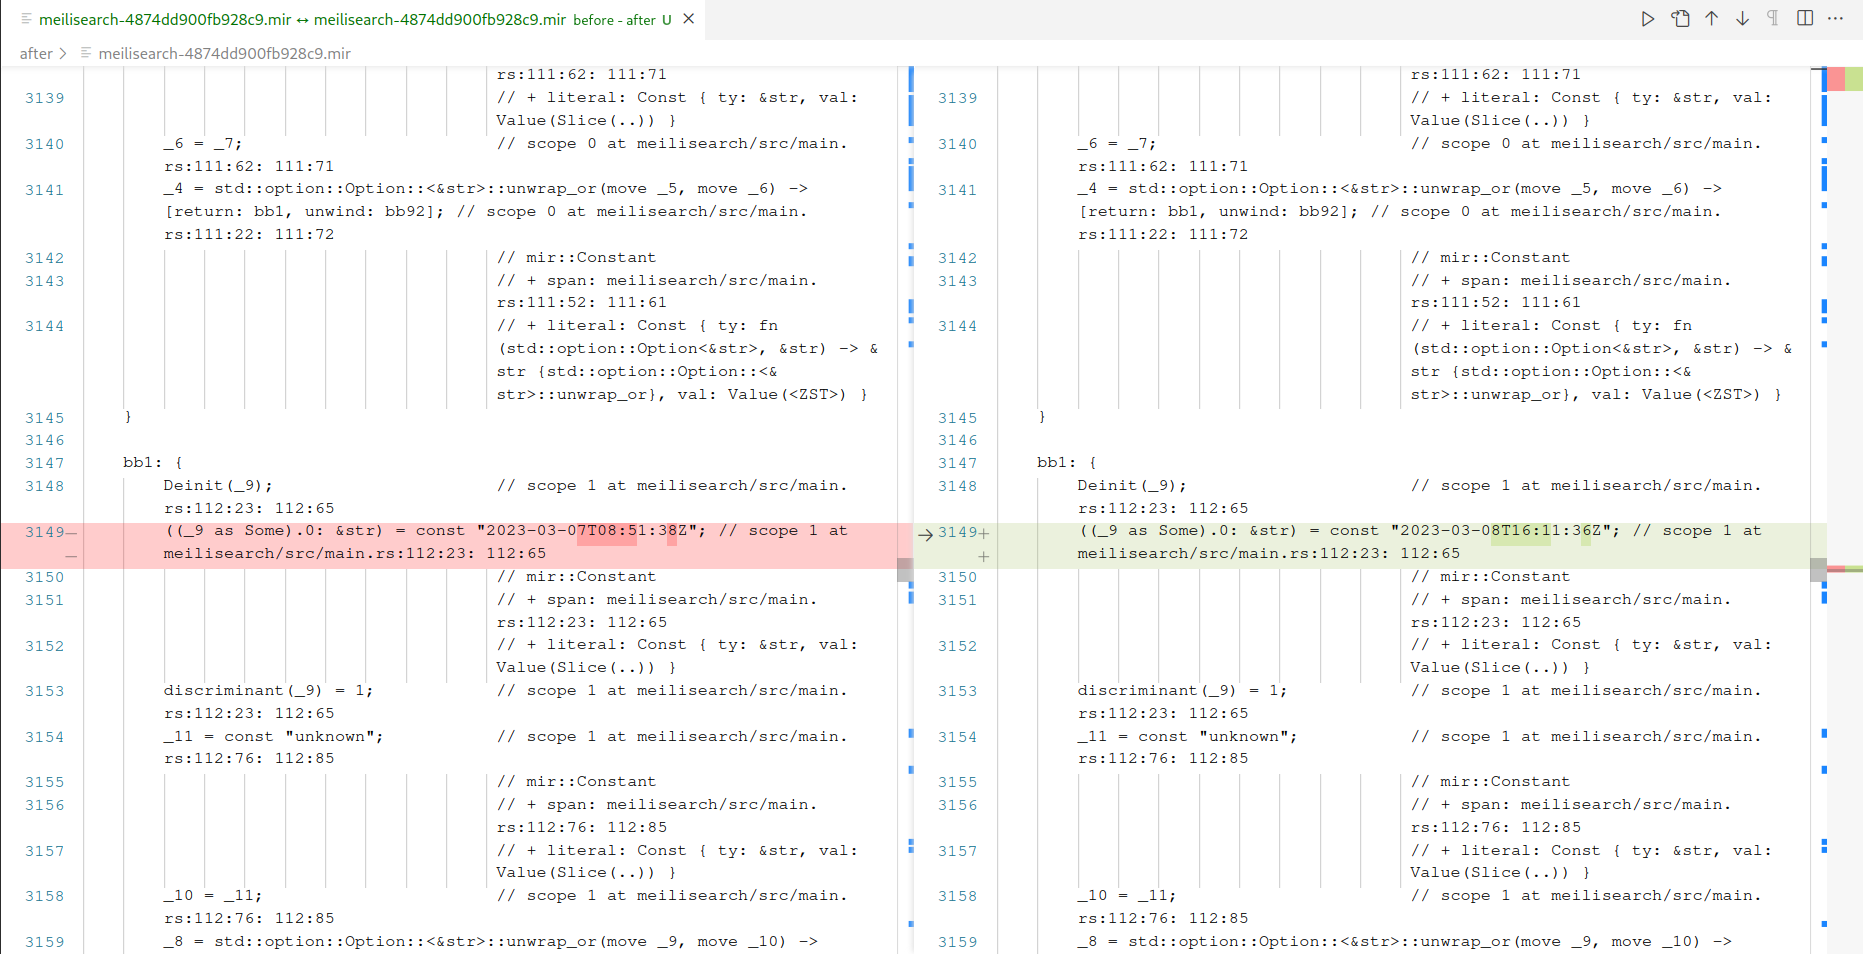 meilisearch-4874dd900fb928c9.mir ↔ meilisearch-4874dd900fb928c9.mir before - after U ×
after > meilisearch-4874dd900fb928c9.mir
rs:111:62: 111:71
3139 // + literal: Const { ty: &str, val:
Value(Slice(..)) }
3140 _6 = _7; // scope 0 at meilisearch/src/main.
rs:111:62: 111:71
3141 _4 = std::option::Option::<&str>::unwrap_or(move _5, move _6) ->
[return: bb1, unwind: bb92]; // scope 0 at meilisearch/src/main.
rs:111:22: 111:72
3142 // mir::Constant
3143 // + span: meilisearch/src/main.
rs:111:52: 111:61
3144 // + literal: Const { ty: fn
(std::option::Option<&str>, &str) -> &
str {std::option::Option::<&
str>::unwrap_or}, val: Value(<ZST>) }
3145 }
3146
3147 bb1: {
3148 Deinit(_9); // scope 1 at meilisearch/src/main.
rs:112:23: 112:65
3149— ((_9 as Some).0: &str) = const "2023-03-07T08:51:38Z"; // scope 1 at
— meilisearch/src/main.rs:112:23: 112:65
3150 // mir::Constant
3151 // + span: meilisearch/src/main.
rs:112:23: 112:65
3152 // + literal: Const { ty: &str, val:
Value(Slice(..)) }
3153 discriminant(_9) = 1; // scope 1 at meilisearch/src/main.
rs:112:23: 112:65
3154 _11 = const "unknown"; // scope 1 at meilisearch/src/main.
rs:112:76: 112:85
3155 // mir::Constant
3156 // + span: meilisearch/src/main.
rs:112:76: 112:85
3157 // + literal: Const { ty: &str, val:
Value(Slice(..)) }
3158 _10 = _11; // scope 1 at meilisearch/src/main.
rs:112:76: 112:85
3159 _8 = std::option::Option::<&str>::unwrap_or(move _9, move _10) ->
rs:111:62: 111:71
3139 // + literal: Const { ty: &str, val:
Value(Slice(..)) }
3140 _6 = _7; // scope 0 at meilisearch/src/main.
rs:111:62: 111:71
3141 _4 = std::option::Option::<&str>::unwrap_or(move _5, move _6) ->
[return: bb1, unwind: bb92]; // scope 0 at meilisearch/src/main.
rs:111:22: 111:72
3142 // mir::Constant
3143 // + span: meilisearch/src/main.
rs:111:52: 111:61
3144 // + literal: Const { ty: fn
(std::option::Option<&str>, &str) -> &
str {std::option::Option::<&
str>::unwrap_or}, val: Value(<ZST>) }
3145 }
3146
3147 bb1: {
3148 Deinit(_9); // scope 1 at meilisearch/src/main.
rs:112:23: 112:65
→ 3149+ ((_9 as Some).0: &str) = const "2023-03-08T16:11:36Z"; // scope 1 at
+ meilisearch/src/main.rs:112:23: 112:65
3150 // mir::Constant
3151 // + span: meilisearch/src/main.
rs:112:23: 112:65
3152 // + literal: Const { ty: &str, val:
Value(Slice(..)) }
3153 discriminant(_9) = 1; // scope 1 at meilisearch/src/main.
rs:112:23: 112:65
3154 _11 = const "unknown"; // scope 1 at meilisearch/src/main.
rs:112:76: 112:85
3155 // mir::Constant
3156 // + span: meilisearch/src/main.
rs:112:76: 112:85
3157 // + literal: Const { ty: &str, val:
Value(Slice(..)) }
3158 _10 = _11; // scope 1 at meilisearch/src/main.
rs:112:76: 112:85
3159 _8 = std::option::Option::<&str>::unwrap_or(move _9, move _10) ->